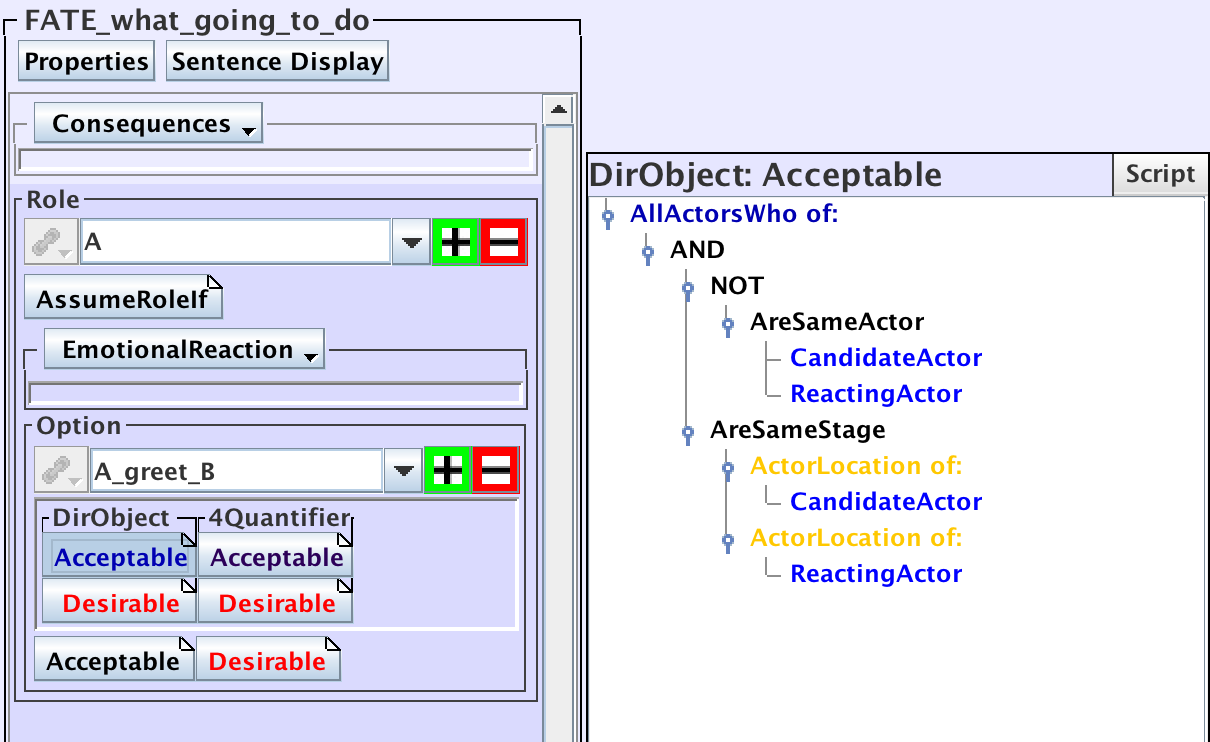 FATE_what_going_to_do
Properties Sentence Display
Consequences
Role
A
AssumeRoleIf
EmotionalReaction
Option
A_greet_B
DirObject 4Quantifier
Acceptable Acceptable
Desirable Desirable
Acceptable Desirable
DirObject: Acceptable Script
AllActorsWho of:
AND
NOT
AreSameActor
CandidateActor
ReactingActor
AreSameStage
ActorLocation of:
CandidateActor
ActorLocation of:
ReactingActor